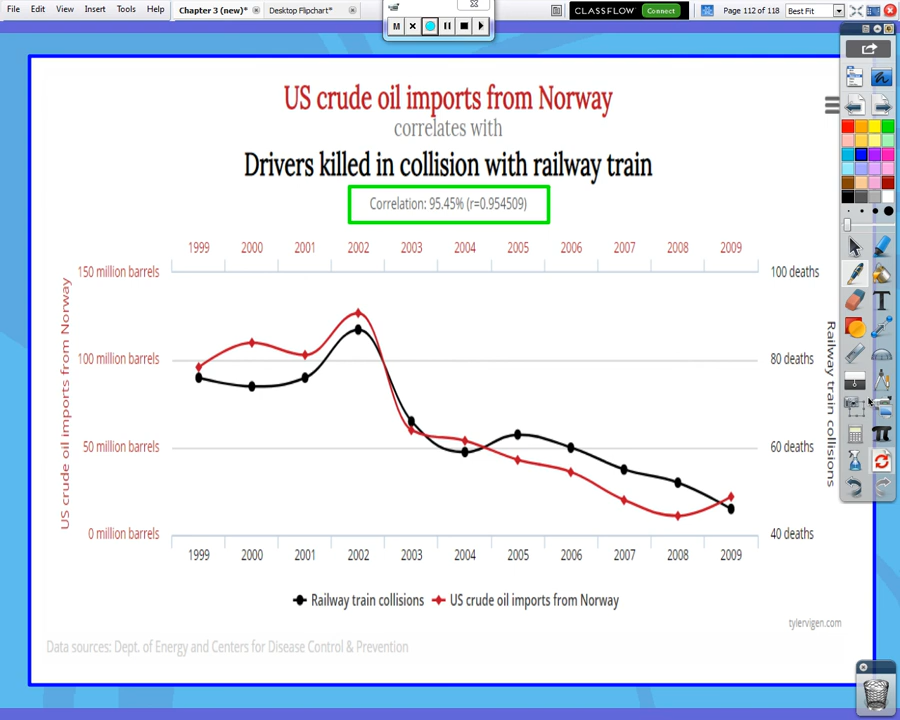 File Edit View Insert Tools Help Chapter 3 (new)* Desktop Flipchart* CLASSFLOW Connect Page 112 of 118 Best Fit
M
US crude oil imports from Norway
correlates with
Drivers killed in collision with railway train
Correlation: 95.45% (r=0.954509)
1999 2000 2001 2002 2003 2004 2005 2006 2007 2008 2009
150 million barrels 100 deaths
100 million barrels 80 deaths
50 million barrels 60 deaths
0 million barrels 40 deaths
US crude oil imports from Norway
Railway train collisions
1999 2000 2001 2002 2003 2004 2005 2006 2007 2008 2009
Railway train collisions US crude oil imports from Norway
tylervigen.com
Data sources: Dept. of Energy and Centers for Disease Control & Prevention
T